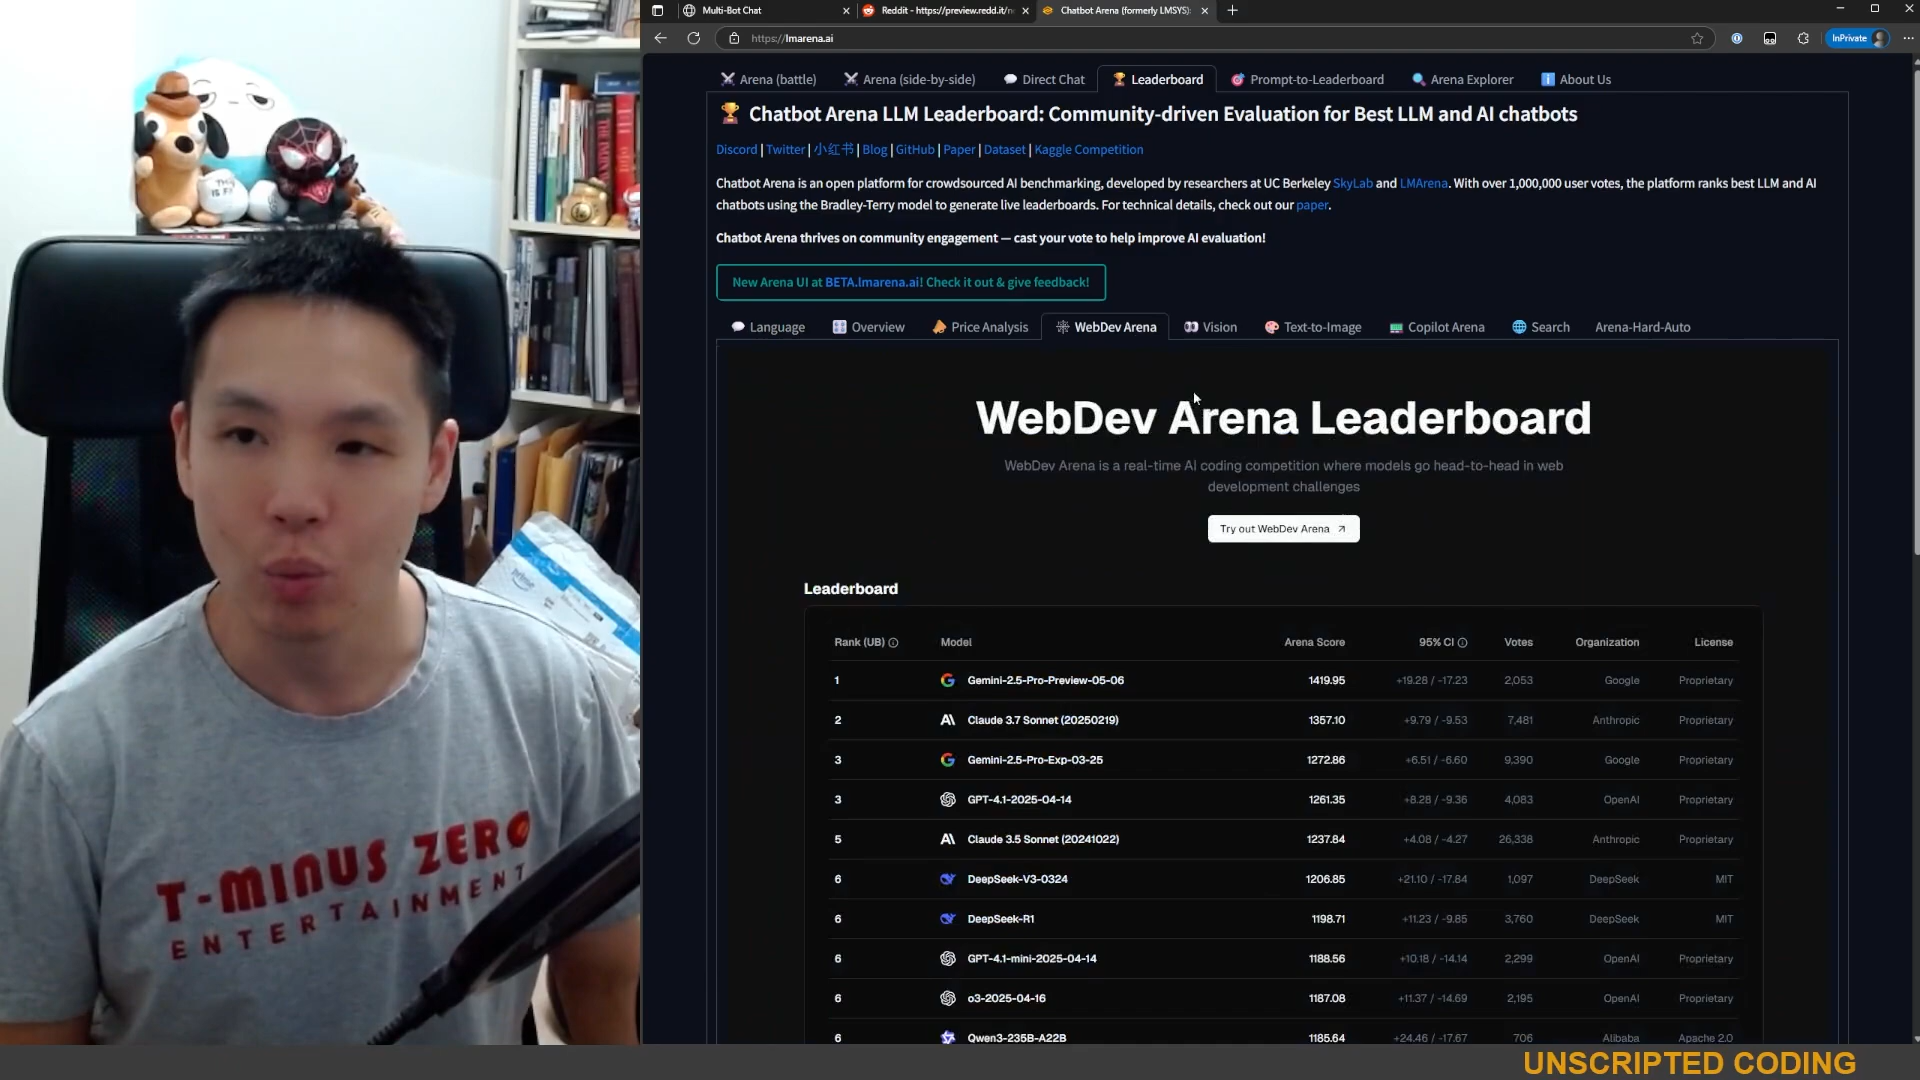 Multi-Bot Chat
Reddit - https://preview.redd.it/n
Chatbot Arena (formerly LMSYS):
https://lmarena.ai
InPrivate
Arena (battle)
Arena (side-by-side)
Direct Chat
Leaderboard
Prompt-to-Leaderboard
Arena Explorer
About Us
Chatbot Arena LLM Leaderboard: Community-driven Evaluation for Best LLM and AI chatbots
Discord | Twitter | 小红书 | Blog | GitHub | Paper | Dataset | Kaggle Competition
Chatbot Arena is an open platform for crowdsourced AI benchmarking, developed by researchers at UC Berkeley SkyLab and LMArena. With over 1,000,000 user votes, the platform ranks best LLM and AI
chatbots using the Bradley-Terry model to generate live leaderboards. For technical details, check out our paper.
Chatbot Arena thrives on community engagement — cast your vote to help improve AI evaluation!
New Arena UI at BETA.lmarena.ai! Check it out & give feedback!
Language
Overview
Price Analysis
WebDev Arena
Vision
Text-to-Image
Copilot Arena
Search
Arena-Hard-Auto
WebDev Arena Leaderboard
WebDev Arena is a real-time AI coding competition where models go head-to-head in web
development challenges
Try out WebDev Arena
Leaderboard
Rank (UB) Model Arena Score 95% CI Votes Organization License
1 Gemini-2.5-Pro-Preview-05-06 1419.95 +19.28 / -17.23 2,053 Google Proprietary
2 Claude 3.7 Sonnet (20250219) 1357.10 +9.79 / -9.53 7,481 Anthropic Proprietary
3 Gemini-2.5-Pro-Exp-03-25 1272.86 +6.51 / -6.60 9,390 Google Proprietary
3 GPT-4.1-2025-04-14 1261.35 +8.28 / -9.36 4,083 OpenAI Proprietary
5 Claude 3.5 Sonnet (20241022) 1237.84 +4.08 / -4.27 26,338 Anthropic Proprietary
6 DeepSeek-V3-0324 1206.85 +21.10 / -17.84 1,097 DeepSeek MIT
6 DeepSeek-R1 1198.71 +11.23 / -9.85 3,760 DeepSeek MIT
6 GPT-4.1-mini-2025-04-14 1188.56 +10.18 / -14.14 2,299 OpenAI Proprietary
6 o3-2025-04-16 1187.08 +11.37 / -14.69 2,195 OpenAI Proprietary
6 Qwen3-235B-A22B 1185.64 +24.46 / -17.67 706 Alibaba Apache 2.0
T-MINUS ZERO
ENTERTAINMENT
prime
UNSCRIPTED CODING